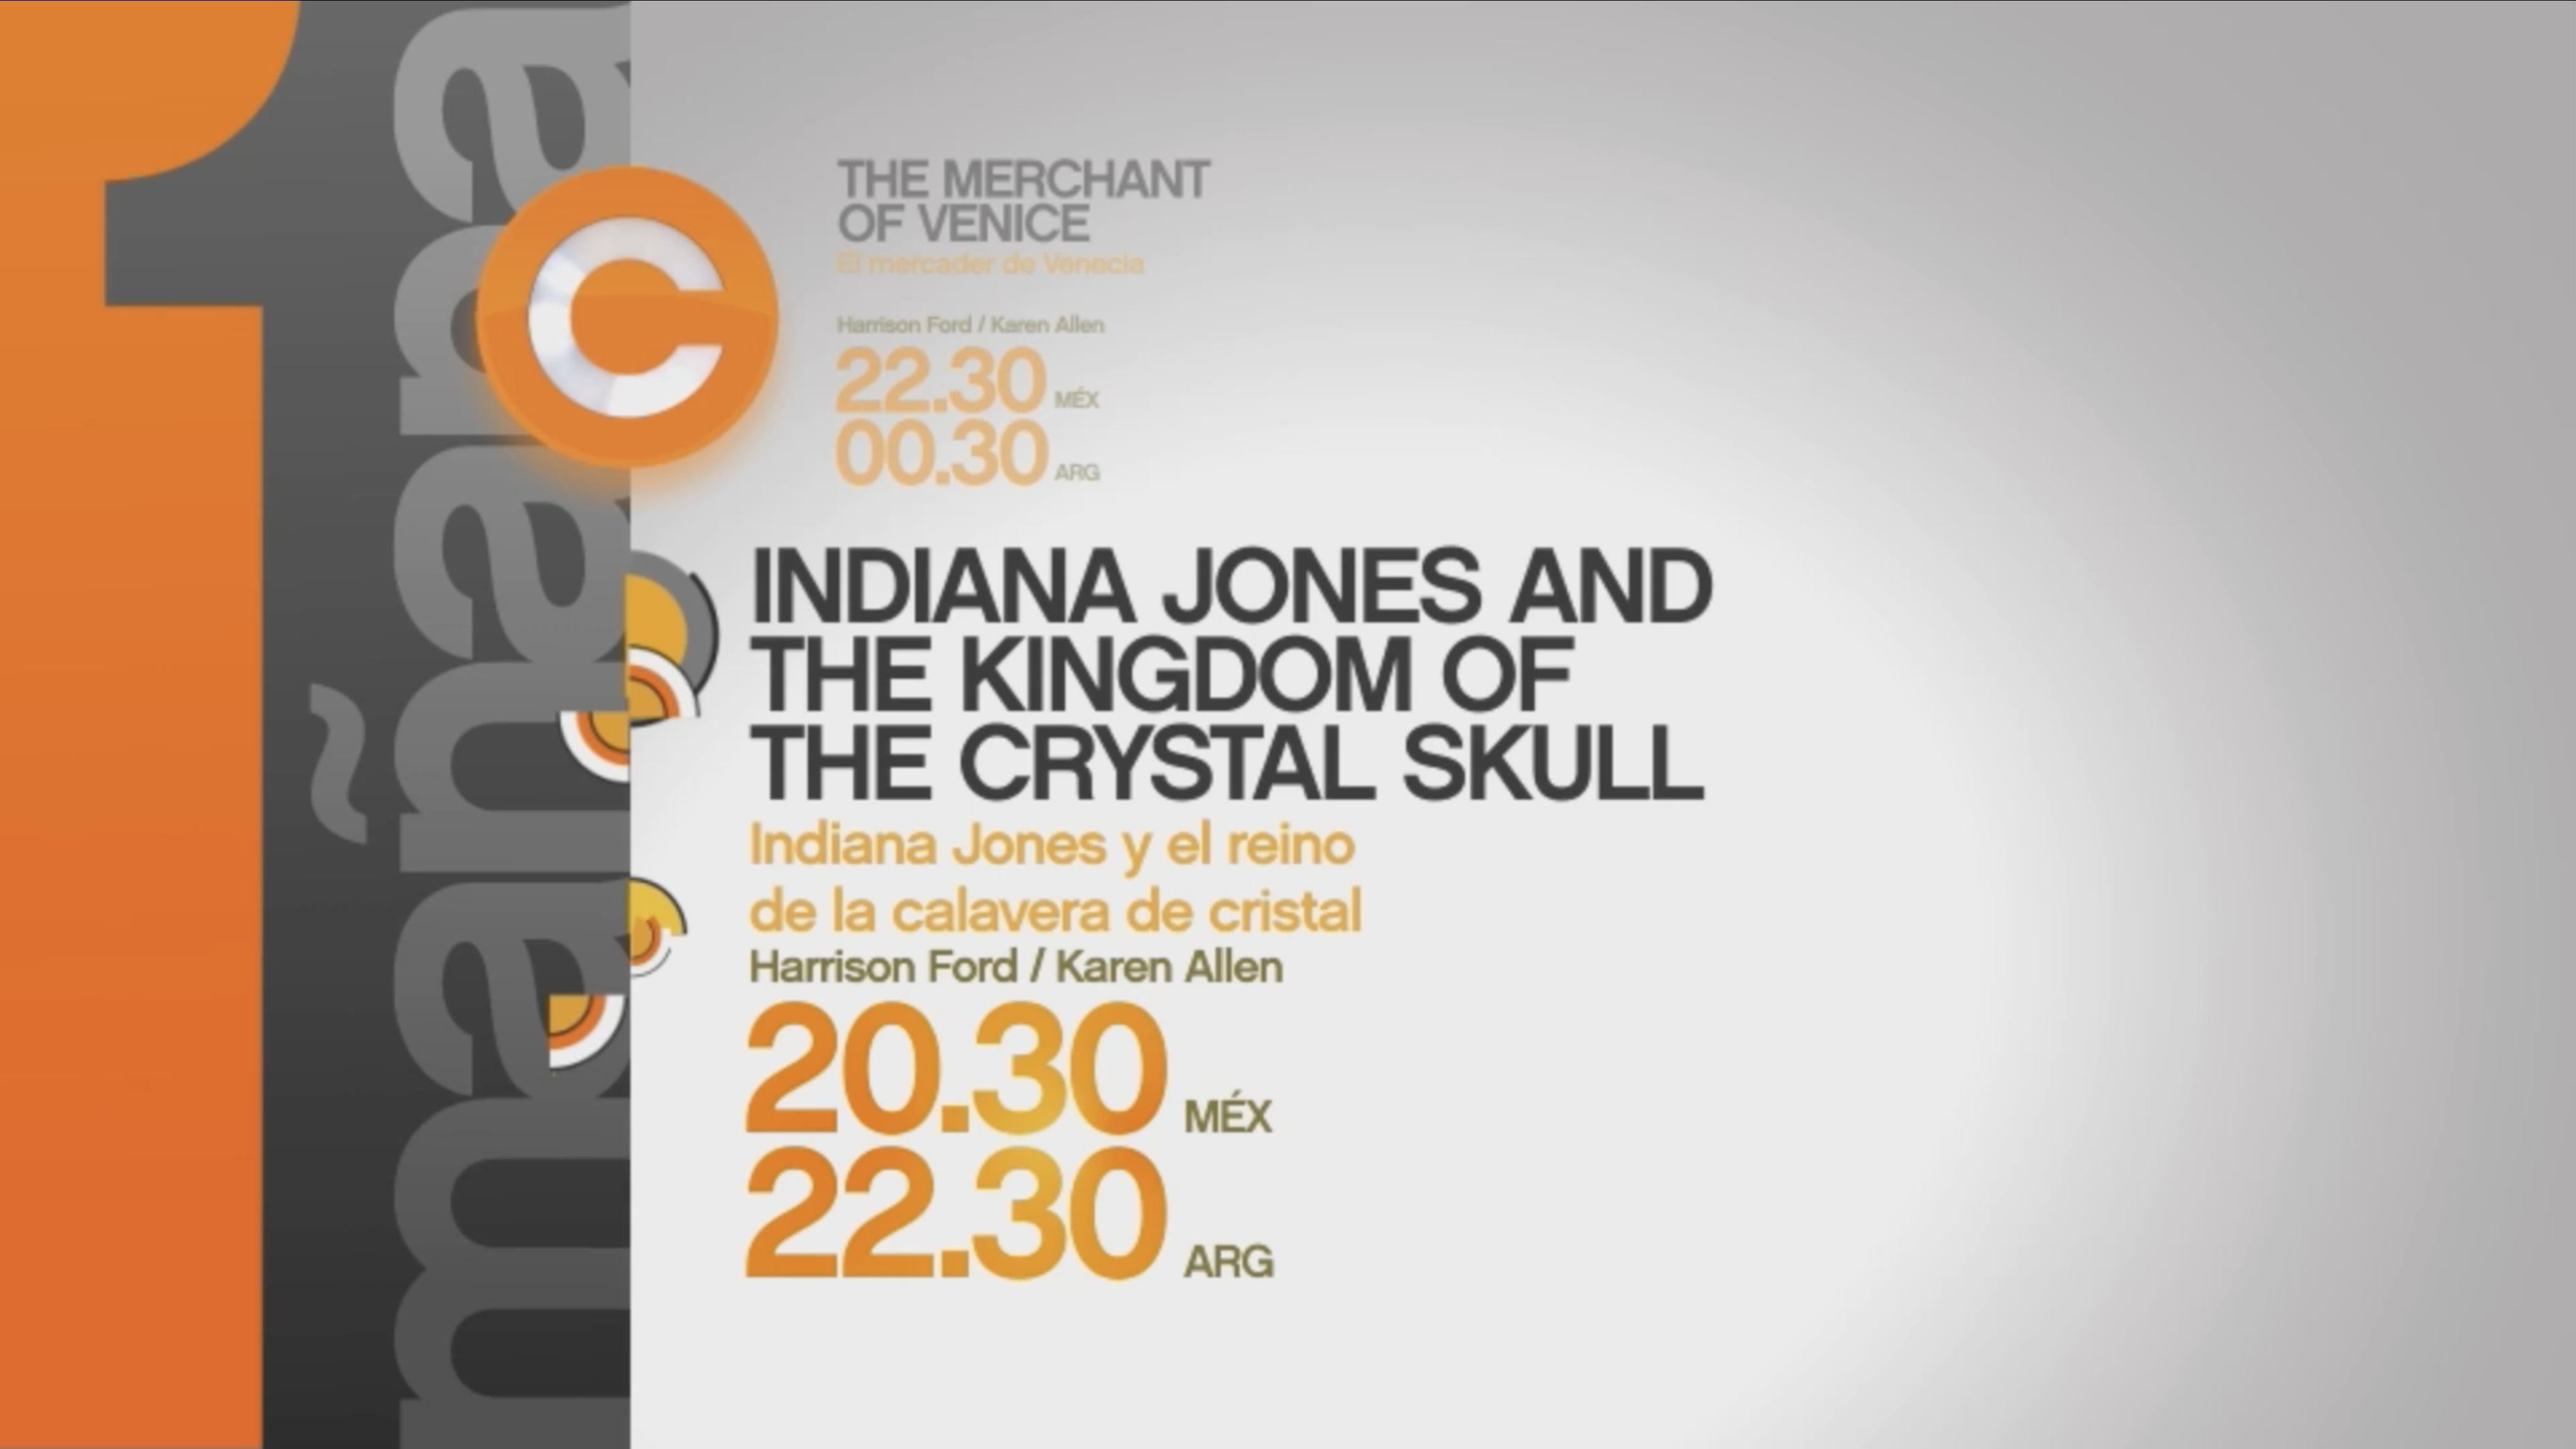 1
mañana
C
THE MERCHANT
OF VENICE
El mercader de Venecia
Harrison Ford / Karen Allen
22.30 MÉX
00.30 ARG
INDIANA JONES AND
THE KINGDOM OF
THE CRYSTAL SKULL
Indiana Jones y el reino
de la calavera de cristal
Harrison Ford / Karen Allen
20.30 MÉX
22.30 ARG